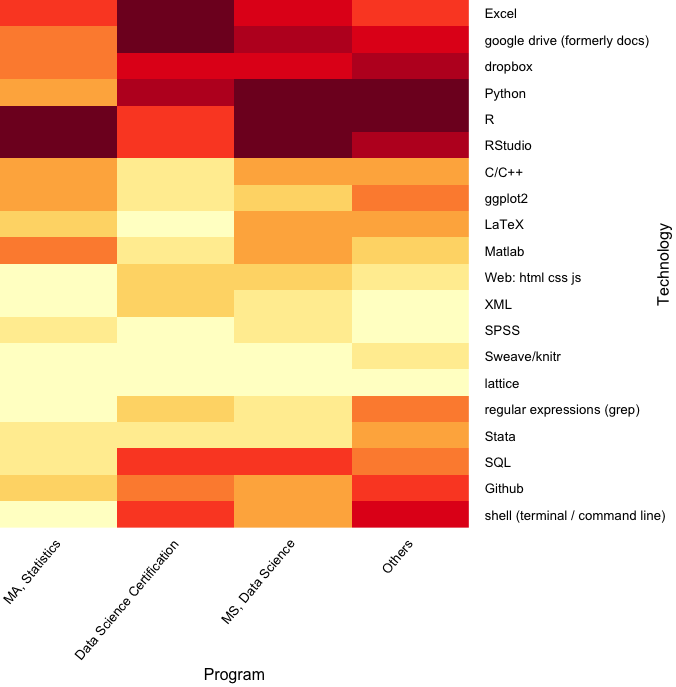 Excel
google drive (formerly docs)
dropbox
Python
R
RStudio
C/C++
ggplot2
LaTeX
Matlab
Web: html css js
XML
SPSS
Sweave/knitr
lattice
regular expressions (grep)
Stata
SQL
Github
shell (terminal / command line)
Technology
MA, Statistics
Data Science Certification
MS, Data Science
Others
Program